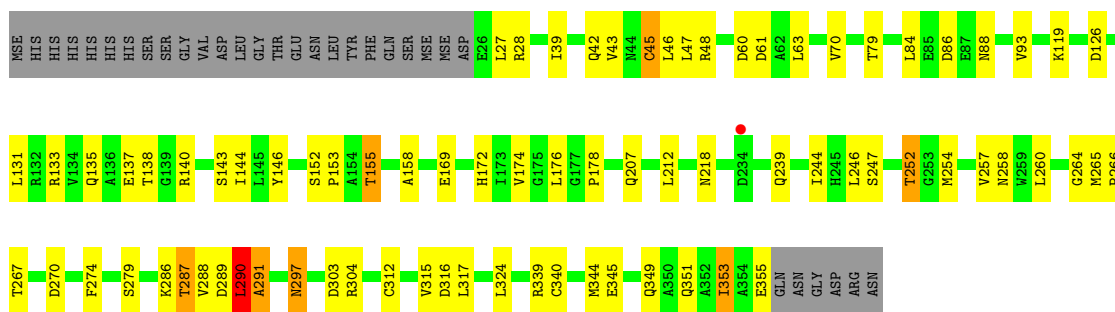 MSE HIS HIS HIS HIS HIS HIS SER SER GLY VAL ASP LEU GLY THR GLU ASN LEU TYR PHE GLN SER MSE MSE ASP E26 L27 R28 I39 Q42 V43 N44 C45 L46 L47 R48 D60 D61 A62 L63 V70 T79 L84 E85 D86 E87 N88 V93 K119 D126
L131 R132 R133 V134 Q135 A136 E137 T138 G139 R140 S143 I144 L145 Y146 S152 P153 A154 T155 A158 E169 H172 I173 V174 G175 L176 G177 P178 Q207 L212 N218 D234 Q239 I244 H245 L246 S247 T252 G253 M254 V257 N258 W259 L260 G264 M265
T267 D270 F274 S279 K286 T287 V288 D289 L290 A291 N297 D303 R304 C312 V315 D316 L317 L324 R339 C340 M344 E345 Q349 A350 Q351 A352 I353 A354 E355 GLN ASN GLY ASP ARG ASN